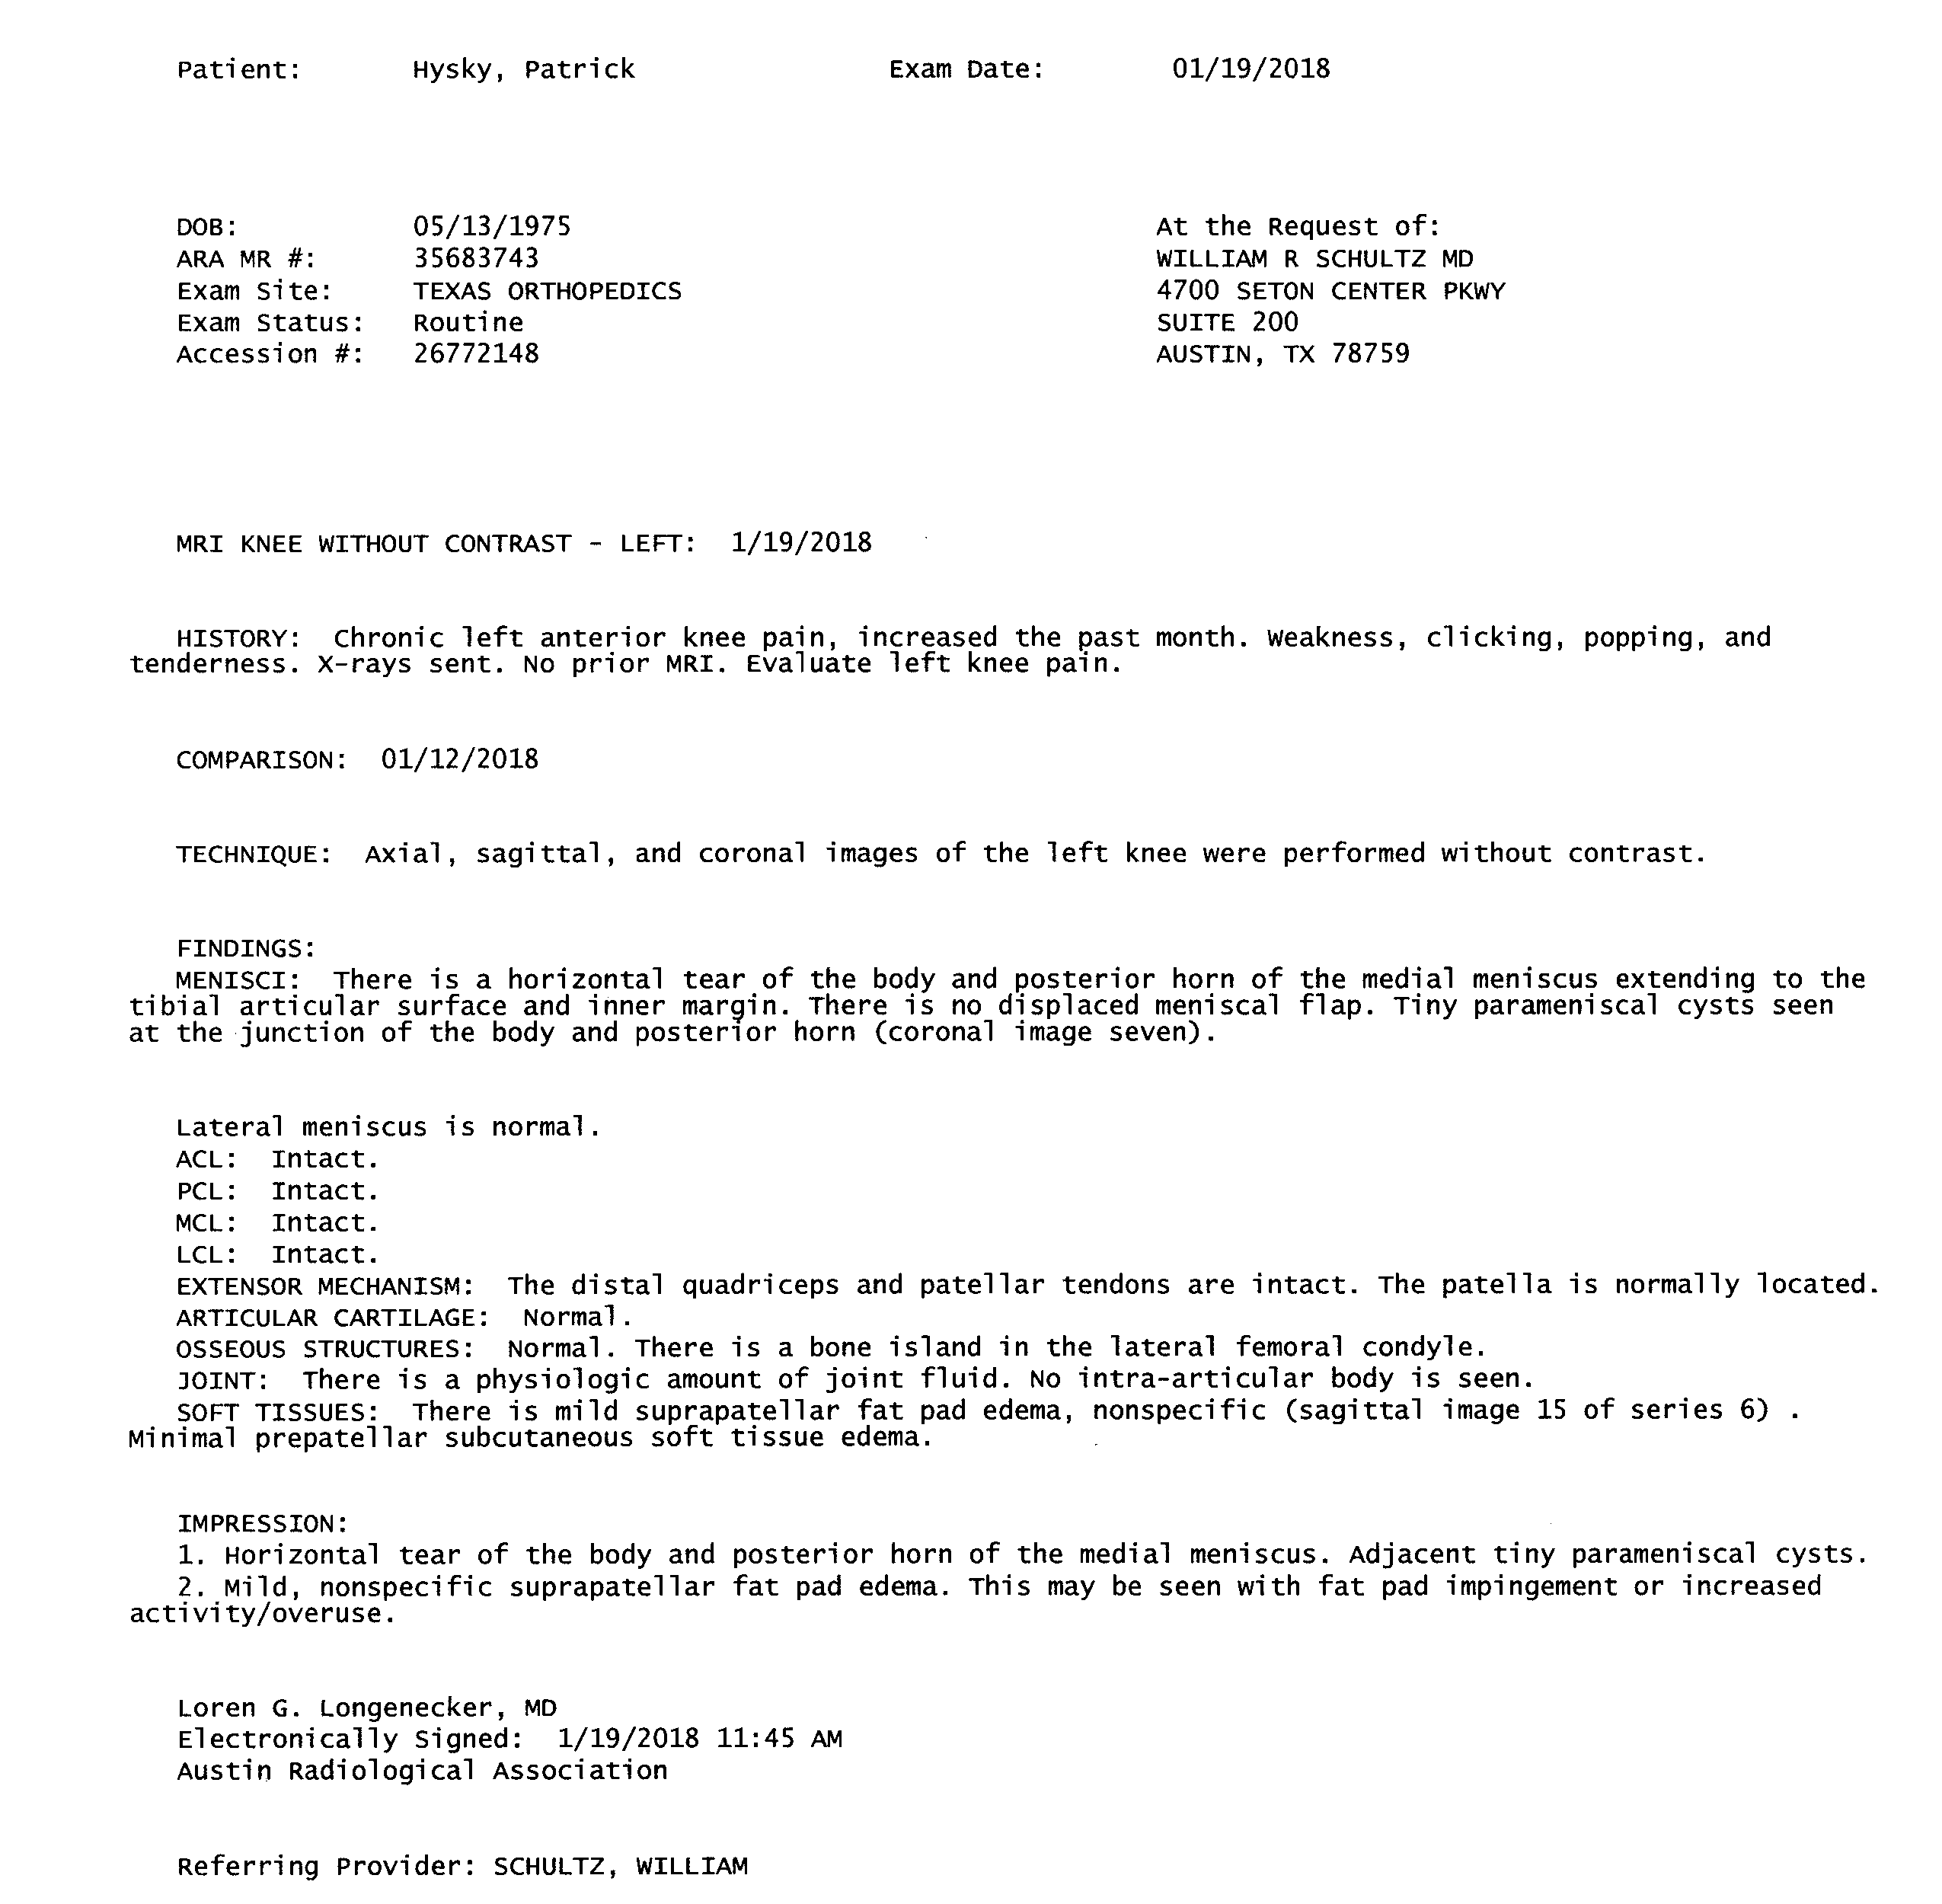 Patient: Hysky, Patrick Exam Date: 01/19/2018
DOB: 05/13/1975 At the Request of:
ARA MR #: 35683743 WILLIAM R SCHULTZ MD
Exam Site: TEXAS ORTHOPEDICS 4700 SETON CENTER PKWY
Exam Status: Routine SUITE 200
Accession #: 26772148 AUSTIN, TX 78759
MRI KNEE WITHOUT CONTRAST - LEFT: 1/19/2018
HISTORY: Chronic left anterior knee pain, increased the past month. Weakness, clicking, popping, and
tenderness. X-rays sent. No prior MRI. Evaluate left knee pain.
COMPARISON: 01/12/2018
TECHNIQUE: Axial, sagittal, and coronal images of the left knee were performed without contrast.
FINDINGS:
MENISCI: There is a horizontal tear of the body and posterior horn of the medial meniscus extending to the
tibial articular surface and inner margin. There is no displaced meniscal flap. Tiny parameniscal cysts seen
at the junction of the body and posterior horn (coronal image seven).
Lateral meniscus is normal.
ACL: Intact.
PCL: Intact.
MCL: Intact.
LCL: Intact.
EXTENSOR MECHANISM: The distal quadriceps and patellar tendons are intact. The patella is normally located.
ARTICULAR CARTILAGE: Normal.
OSSEOUS STRUCTURES: Normal. There is a bone island in the lateral femoral condyle.
JOINT: There is a physiologic amount of joint fluid. No intra-articular body is seen.
SOFT TISSUES: There is mild suprapatellar fat pad edema, nonspecific (sagittal image 15 of series 6) .
Minimal prepatellar subcutaneous soft tissue edema.
IMPRESSION:
1. Horizontal tear of the body and posterior horn of the medial meniscus. Adjacent tiny parameniscal cysts.
2. Mild, nonspecific suprapatellar fat pad edema. This may be seen with fat pad impingement or increased
activity/overuse.
Loren G. Longenecker, MD
Electronically Signed: 1/19/2018 11:45 AM
Austin Radiological Association
Referring Provider: SCHULTZ, WILLIAM